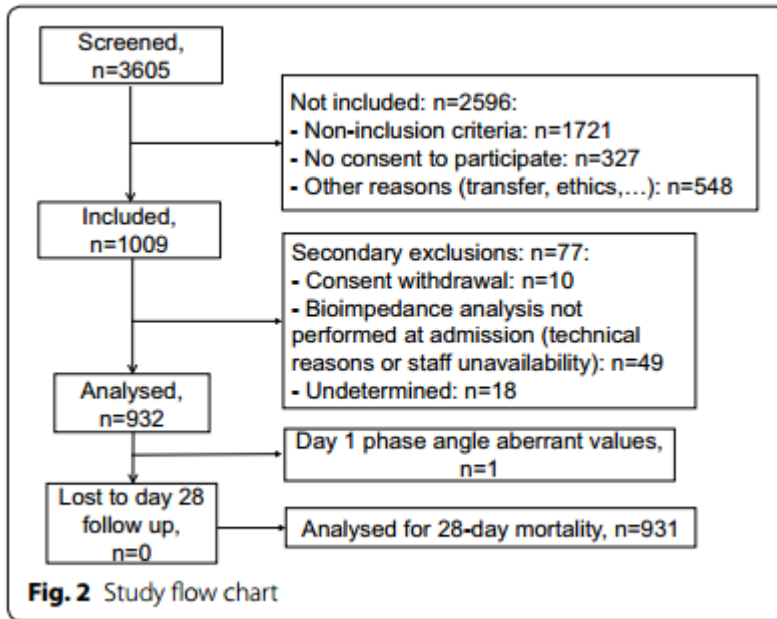 Screened,
n=3605
Not included: n=2596:
- Non-inclusion criteria: n=1721
- No consent to participate: n=327
- Other reasons (transfer, ethics,…): n=548
Included,
n=1009
Secondary exclusions: n=77:
- Consent withdrawal: n=10
- Bioimpedance analysis not
performed at admission (technical
reasons or staff unavailability): n=49
- Undetermined: n=18
Analysed,
n=932
Day 1 phase angle aberrant values,
n=1
Lost to day 28
follow up,
n=0
Analysed for 28-day mortality, n=931
Fig. 2 Study flow chart